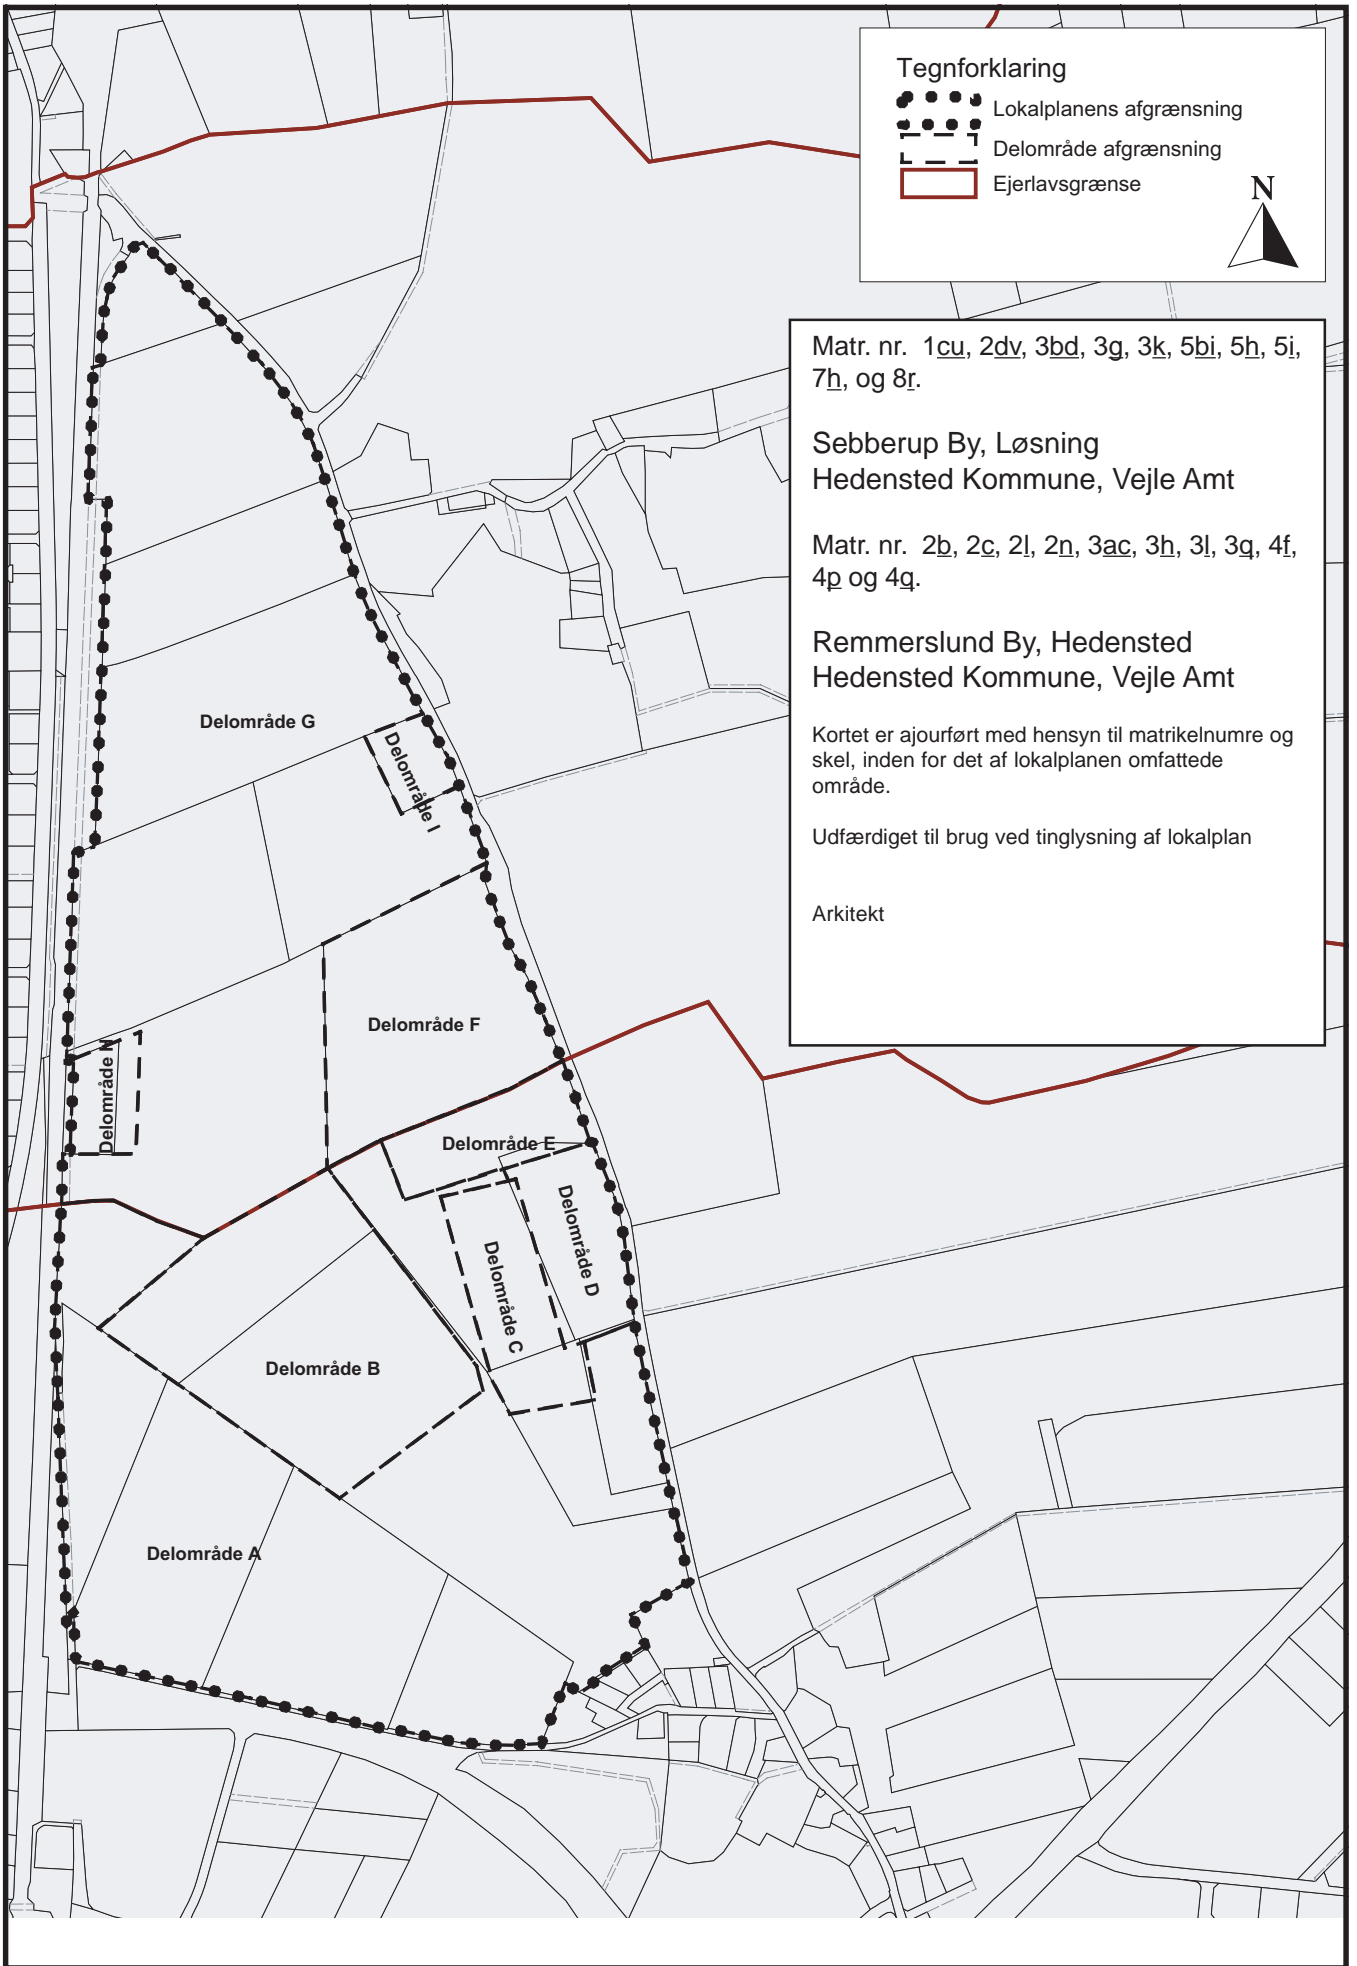 Tegnforklaring
Lokalplanens afgrænsning
Delområde afgrænsning
Ejerlavsgrænse
N
Matr. nr. 1cu, 2dv, 3bd, 3g, 3k, 5bi, 5h, 5i,
7h, og 8r.
Sebberup By, Løsning
Hedensted Kommune, Vejle Amt
Matr. nr. 2b, 2c, 2l, 2n, 3ac, 3h, 3l, 3q, 4f,
4p og 4q.
Remmerslund By, Hedensted
Hedensted Kommune, Vejle Amt
Kortet er ajourført med hensyn til matrikelnumre og
skel, inden for det af lokalplanen omfattede
område.
Udfærdiget til brug ved tinglysning af lokalplan
Arkitekt
Delområde G
Delområde I
Delområde F
Delområde N
Delområde E
Delområde D
Delområde C
Delområde B
Delområde A